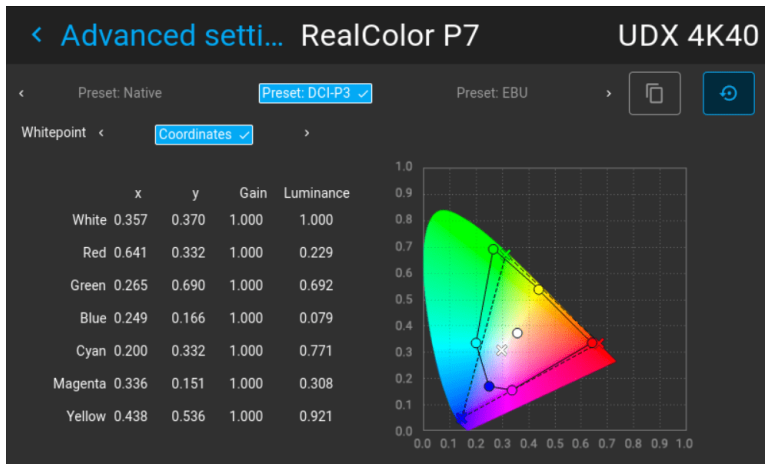 ‹ Advanced setti... RealColor P7 UDX 4K40
‹ Preset: Native Preset: DCI-P3 ✓ Preset: EBU ›
Whitepoint ‹ Coordinates ✓ ›
x y Gain Luminance
White 0.357 0.370 1.000 1.000
Red 0.641 0.332 1.000 0.229
Green 0.265 0.690 1.000 0.692
Blue 0.249 0.166 1.000 0.079
Cyan 0.200 0.332 1.000 0.771
Magenta 0.336 0.151 1.000 0.308
Yellow 0.438 0.536 1.000 0.921
1.0
0.9
0.8
0.7
0.6
0.5
0.4
0.3
0.2
0.1
0.0
0.0 0.1 0.2 0.3 0.4 0.5 0.6 0.7 0.8 0.9 1.0